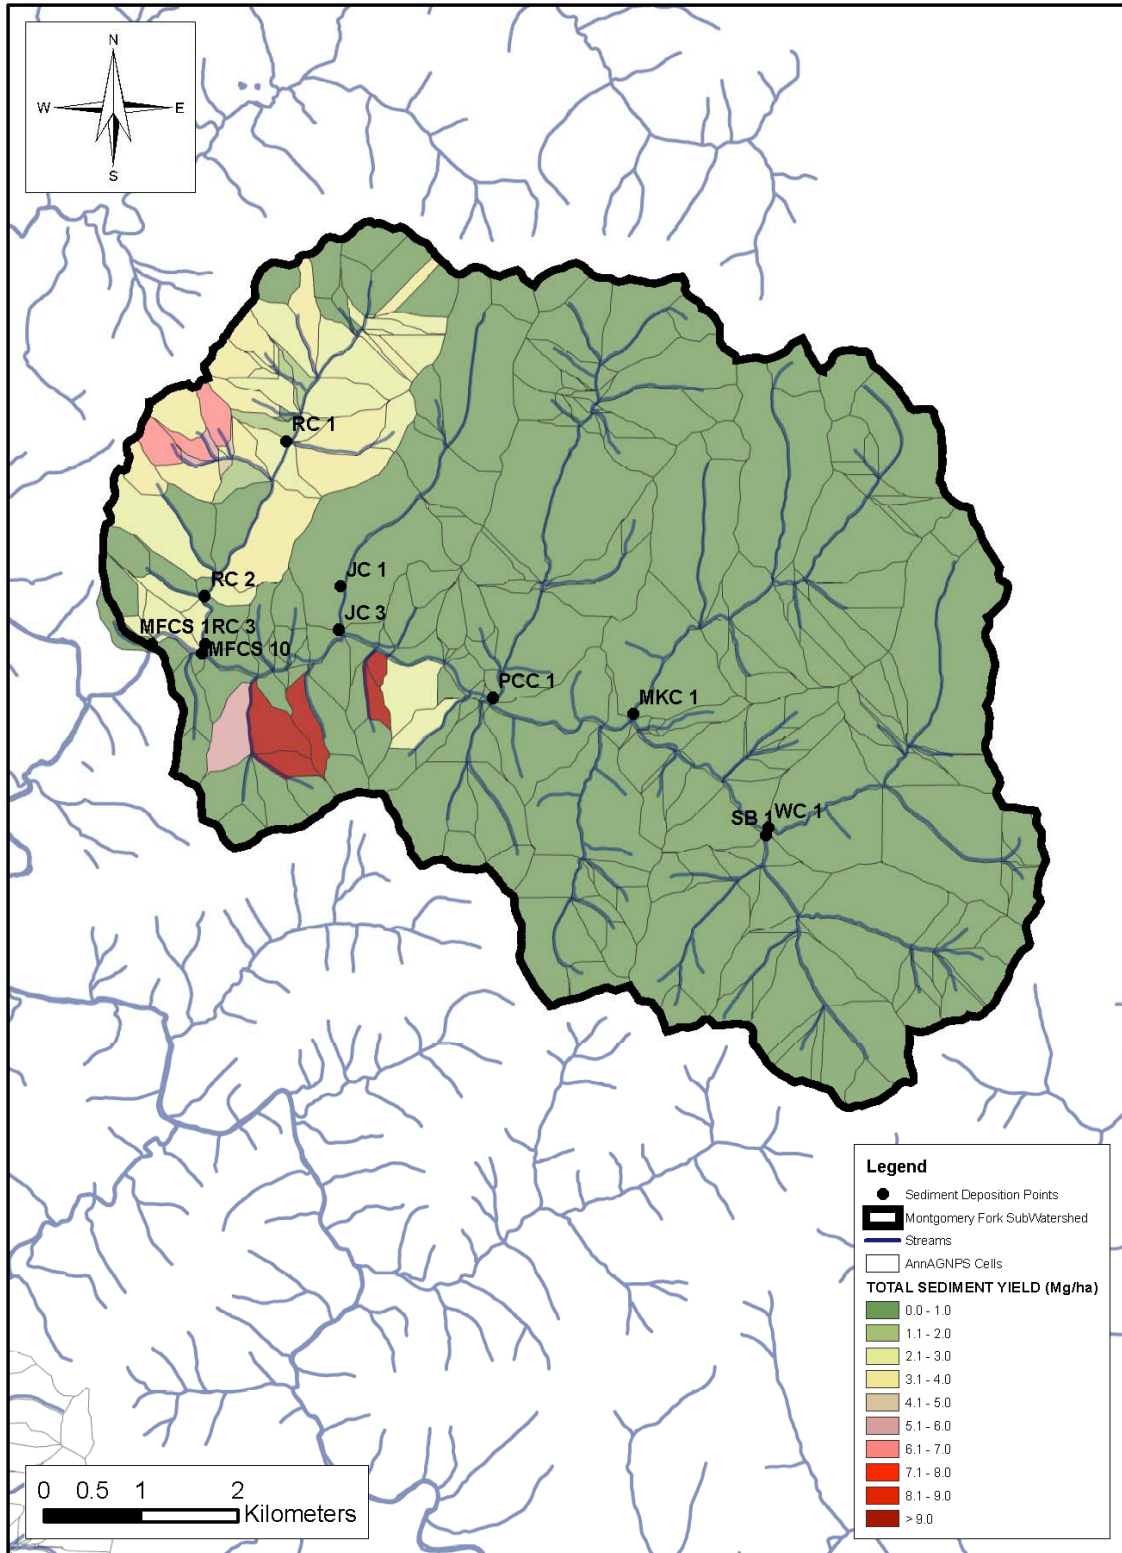 N
W E
S
RC 1
RC 2
JC 1
JC 3
MFCS 1 RC 3
MFCS 10
PCC 1
MKC 1
SB 1 WC 1
Legend
Sediment Deposition Points
Montgomery Fork SubWatershed
Streams
AnnAGNPS Cells
TOTAL SEDIMENT YIELD (Mg/ha)
0.0 - 1.0
1.1 - 2.0
2.1 - 3.0
3.1 - 4.0
4.1 - 5.0
5.1 - 6.0
6.1 - 7.0
7.1 - 8.0
8.1 - 9.0
> 9.0
0 0.5 1 2
Kilometers